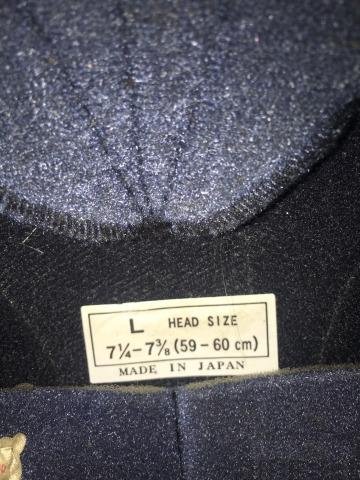 L HEAD SIZE
7¼-7⅜ (59-60 cm)
MADE IN JAPAN